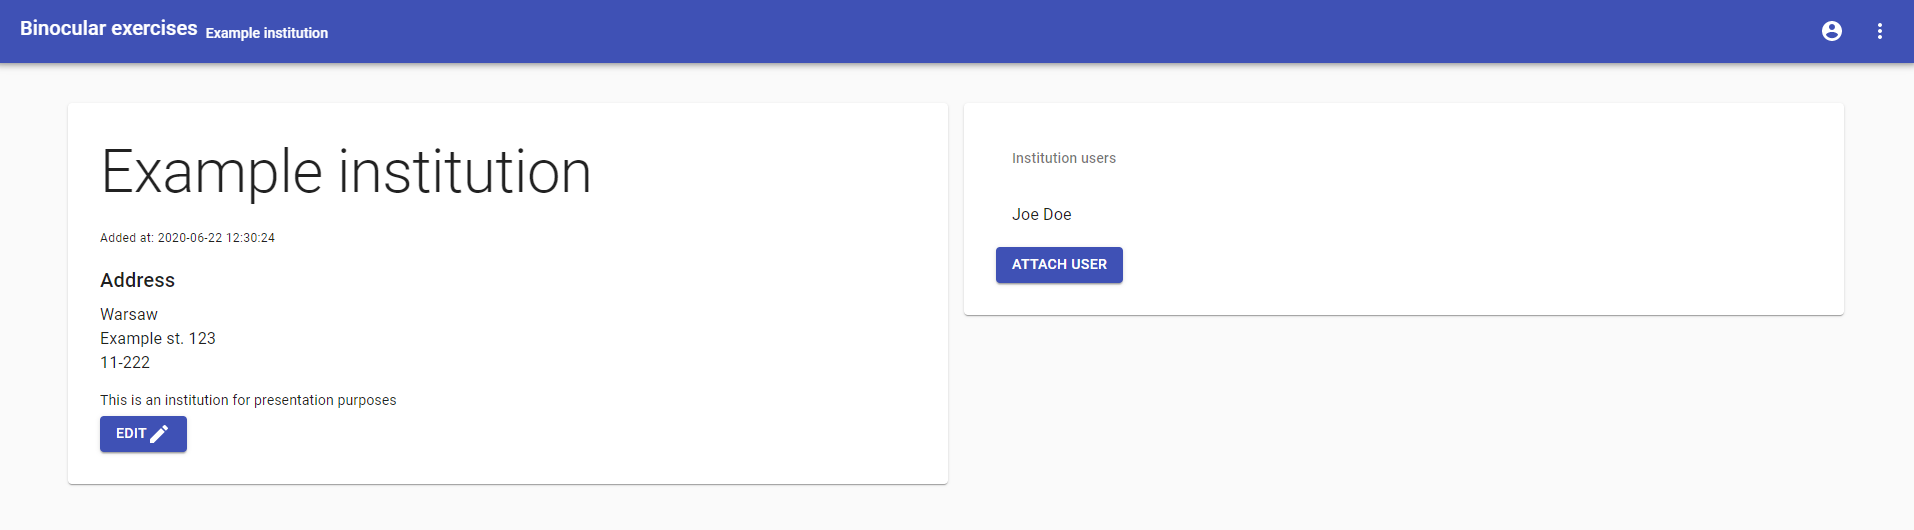 Binocular exercises Example institution
Example institution
Added at: 2020-06-22 12:30:24
Address
Warsaw
Example st. 123
11-222
This is an institution for presentation purposes
EDIT
Institution users
Joe Doe
ATTACH USER